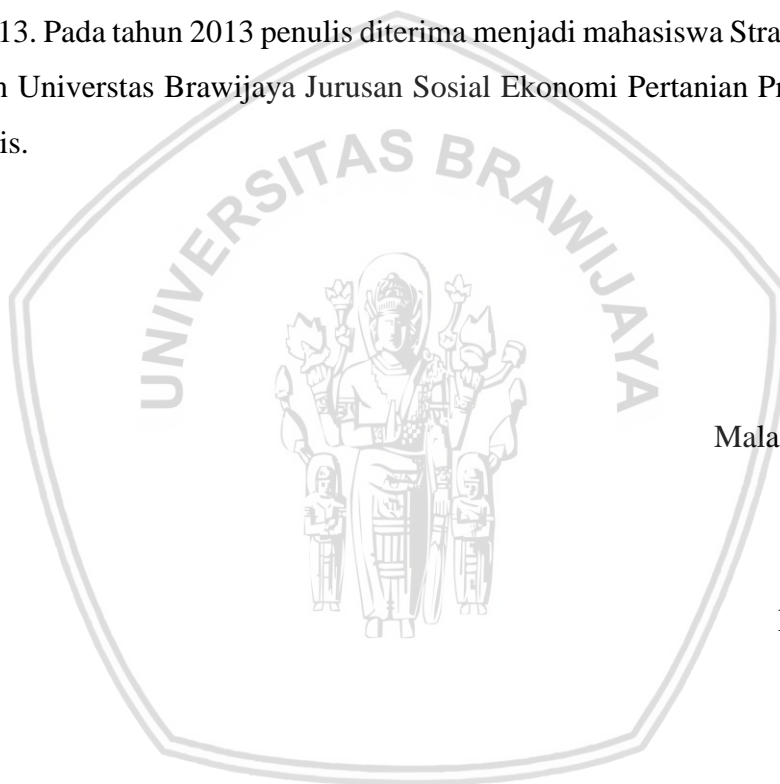 13. Pada tahun 2013 penulis diterima menjadi mahasiswa Stra
n Universtas Brawijaya Jurusan Sosial Ekonomi Pertanian Pr
is.
UNIVERSITAS BRAWIJAYA
Mala